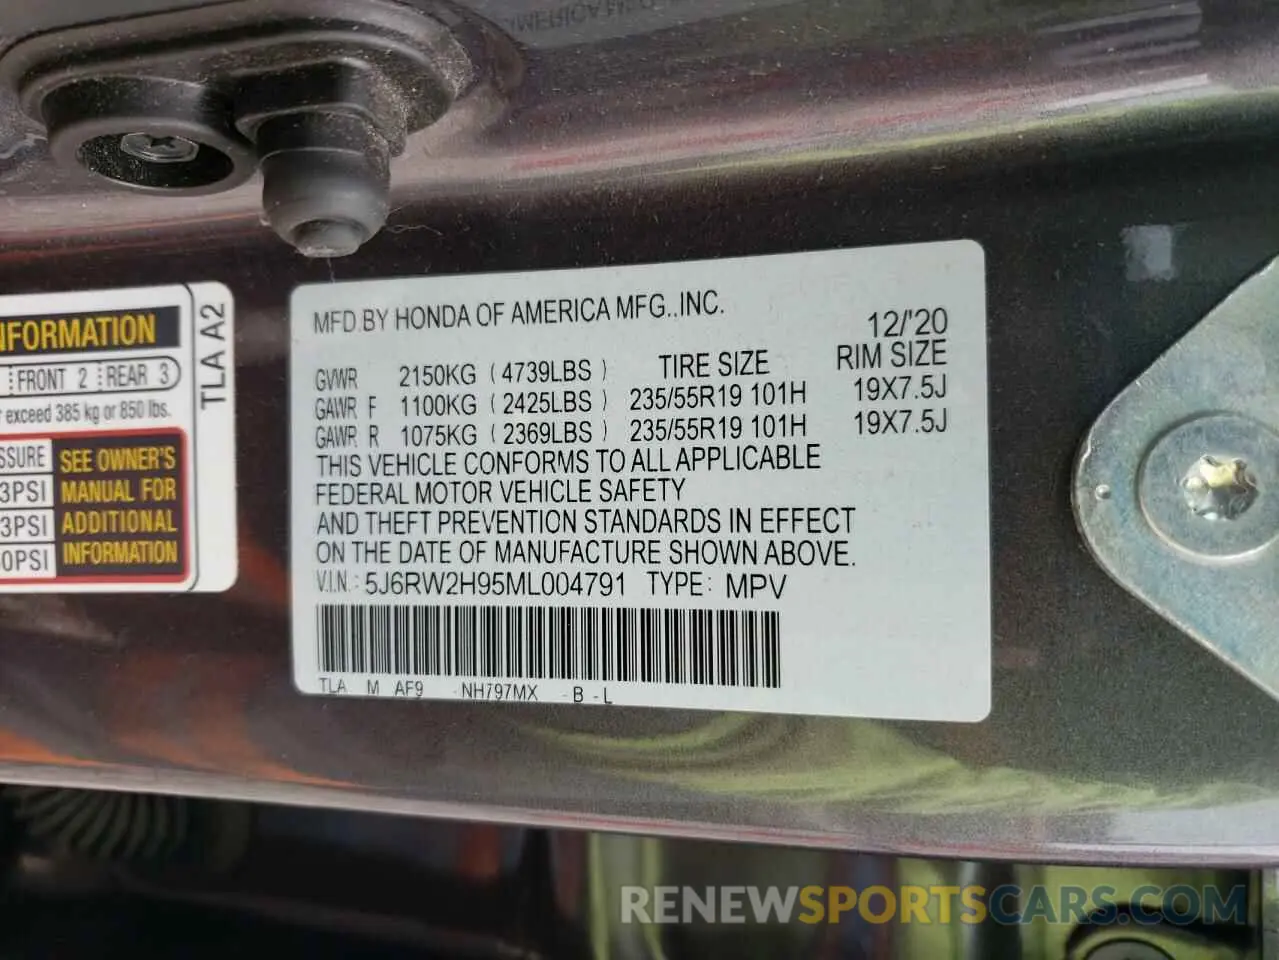 INFORMATION
FRONT 2 REAR 3
exceed 385 kg or 850 lbs.
SSURE
3PSI
3PSI
0PSI
SEE OWNER'S
MANUAL FOR
ADDITIONAL
INFORMATION
TLA A2
MFD.BY HONDA OF AMERICA MFG.,INC. 12/'20
GVWR 2150KG ( 4739LBS ) TIRE SIZE RIM SIZE
GAWR F 1100KG ( 2425LBS ) 235/55R19 101H 19X7.5J
GAWR R 1075KG ( 2369LBS ) 235/55R19 101H 19X7.5J
THIS VEHICLE CONFORMS TO ALL APPLICABLE
FEDERAL MOTOR VEHICLE SAFETY
AND THEFT PREVENTION STANDARDS IN EFFECT
ON THE DATE OF MANUFACTURE SHOWN ABOVE.
V.I.N.: 5J6RW2H95ML004791 TYPE: MPV
TLA M AF9 -NH797MX -B -L
RENEWSPORTSCARS.COM